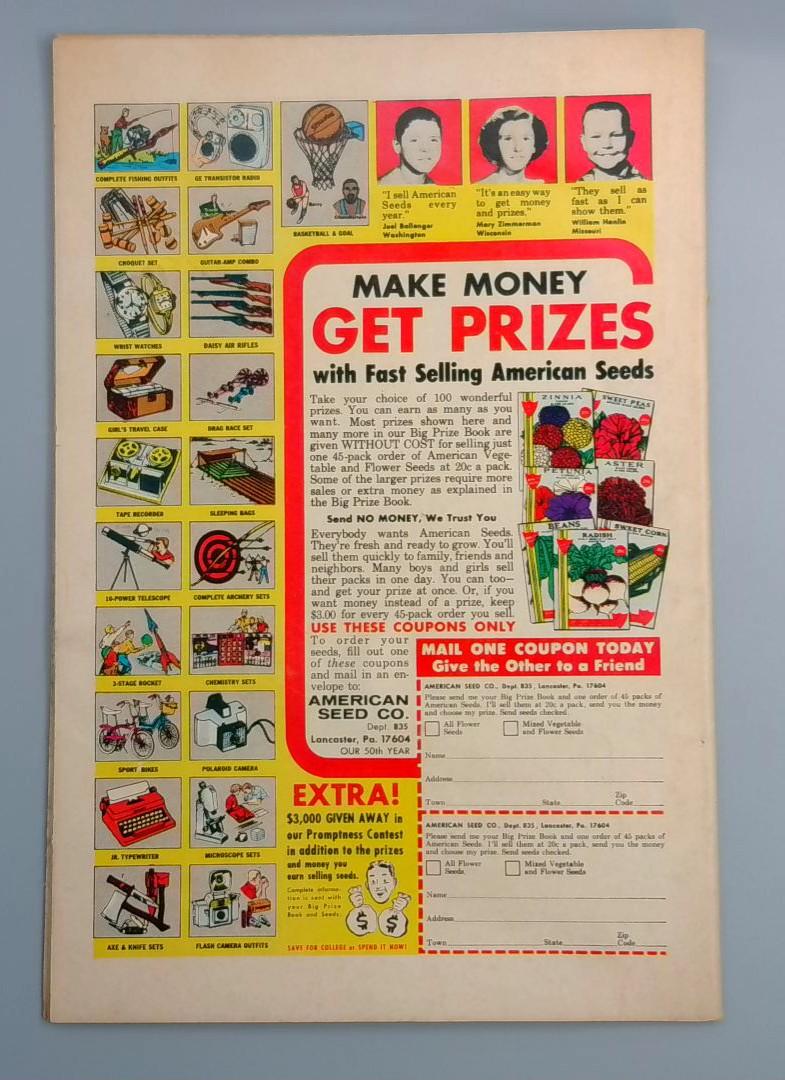 COMPLETE FISHING OUTFITS
GE TRANSISTOR RADIO
BASKETBALL & GOAL
CROQUET SET
GUITAR-AMP COMBO
WRIST WATCHES
DAISY AIR RIFLES
GIRL'S TRAVEL CASE
DRAG RACE SET
TAPE RECORDER
SLEEPING BAGS
10-POWER TELESCOPE
COMPLETE ARCHERY SETS
3-STAGE ROCKET
CHEMISTRY SETS
SPORT BIKES
POLAROID CAMERA
JR. TYPEWRITER
MICROSCOPE SETS
AXE & KNIFE SETS
FLASH CAMERA OUTFITS
"I sell American
Seeds every
year."
Joel Ballenger
Washington
"It's an easy way
to get money
and prizes."
Mary Zimmerman
Wisconsin
"They sell as
fast as I can
show them."
William Hanlin
Missouri
MAKE MONEY
GET PRIZES
with Fast Selling American Seeds
Take your choice of 100 wonderful
prizes. You can earn as many as you
want. Most prizes shown here and
many more in our Big Prize Book are
given WITHOUT COST for selling just
one 45-pack order of American Vege-
table and Flower Seeds at 20c a pack.
Some of the larger prizes require more
sales or extra money as explained in
the Big Prize Book.
Send NO MONEY, We Trust You
Everybody wants American Seeds.
They're fresh and ready to grow. You'll
sell them quickly to family, friends and
neighbors. Many boys and girls sell
their packs in one day. You can too—
and get your prize at once. Or, if you
want money instead of a prize, keep
$3.00 for every 45-pack order you sell.
USE THESE COUPONS ONLY
To order your
seeds, fill out one
of these coupons
and mail in an en-
velope to:
AMERICAN
SEED CO.
Dept. 835
Lancaster, Pa. 17604
OUR 50th YEAR
ZINNIA
SWEET PEAS
PETUNIA
ASTER
BEANS
RADISH
SWEET CORN
MAIL ONE COUPON TODAY
Give the Other to a Friend
AMERICAN SEED CO., Dept. 835, Lancaster, Pa. 17604
Please send me your Big Prize Book and one order of 45 packs of
American Seeds. I'll sell them at 20c a pack, send you the money
and choose my prize. Send seeds checked.
All Flower
Seeds
Mixed Vegetable
and Flower Seeds
Name
Address
Town State Zip Code
AMERICAN SEED CO., Dept. 835, Lancaster, Pa. 17604
Please send me your Big Prize Book and one order of 45 packs of
American Seeds. I'll sell them at 20c a pack, send you the money
and choose my prize. Send seeds checked.
All Flower
Seeds
Mixed Vegetable
and Flower Seeds
Name
Address
Town State Zip Code
EXTRA!
$3,000 GIVEN AWAY in
our Promptness Contest
in addition to the prizes
and money you
earn selling seeds.
Complete informa-
tion is sent with
your Big Prize
Book and Seeds.
$ $
SAVE FOR COLLEGE or SPEND IT NOW!